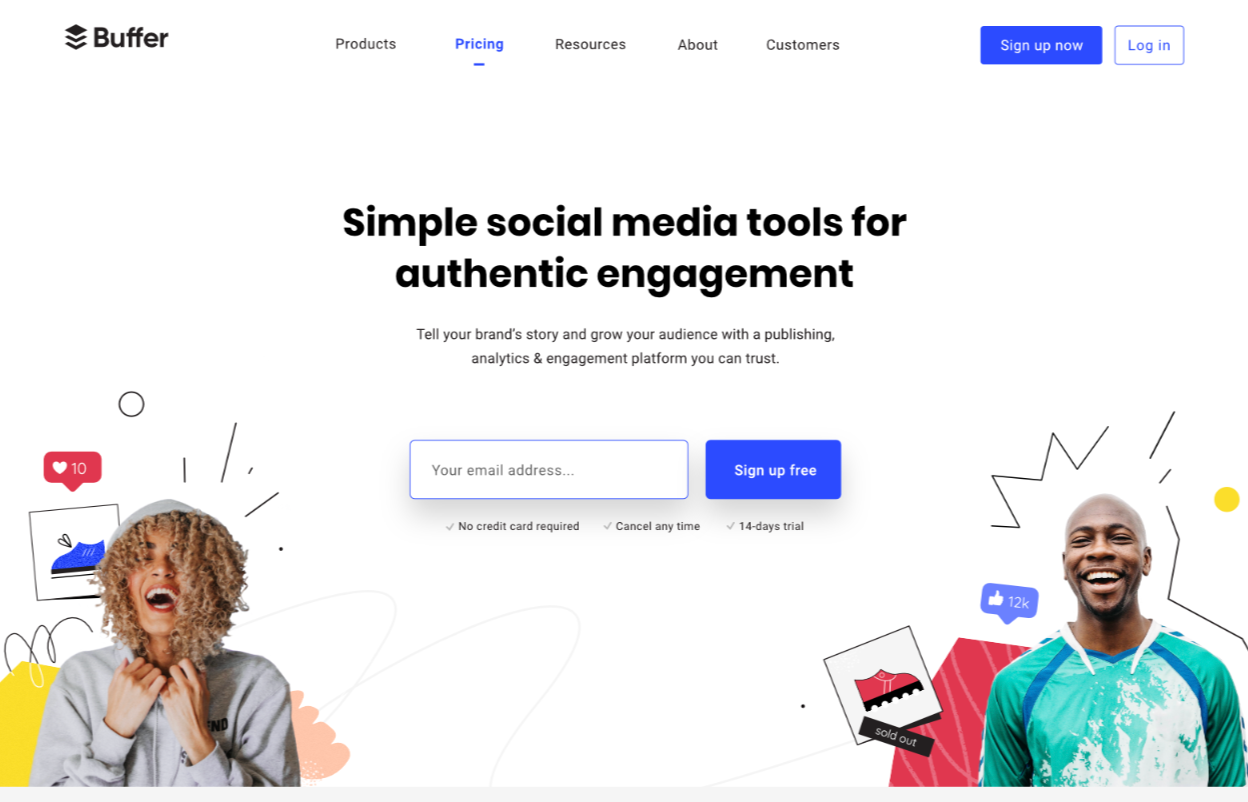 Buffer
Products
Pricing
Resources
About
Customers
Sign up now
Log in
Simple social media tools for
authentic engagement
Tell your brand's story and grow your audience with a publishing,
analytics & engagement platform you can trust.
Your email address...
Sign up free
No credit card required
Cancel any time
14-days trial
10
12k
sold out